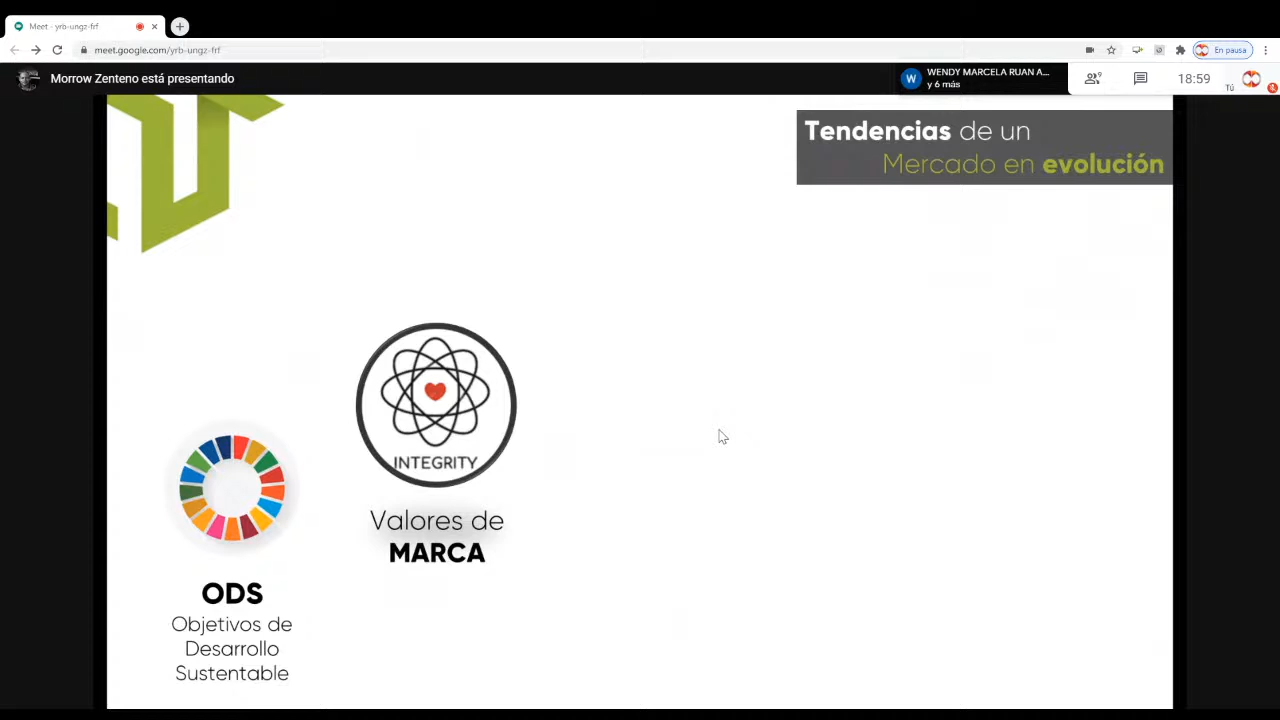 Meet - yrb-ungz-frf
meet.google.com/yrb-ungz-frf
En pausa
Morrow Zenteno está presentando
W
WENDY MARCELA RUAN A...
y 6 más
9
18:59
Tú
Tendencias de un
Mercado en evolución
INTEGRITY
Valores de
MARCA
ODS
Objetivos de
Desarrollo
Sustentable